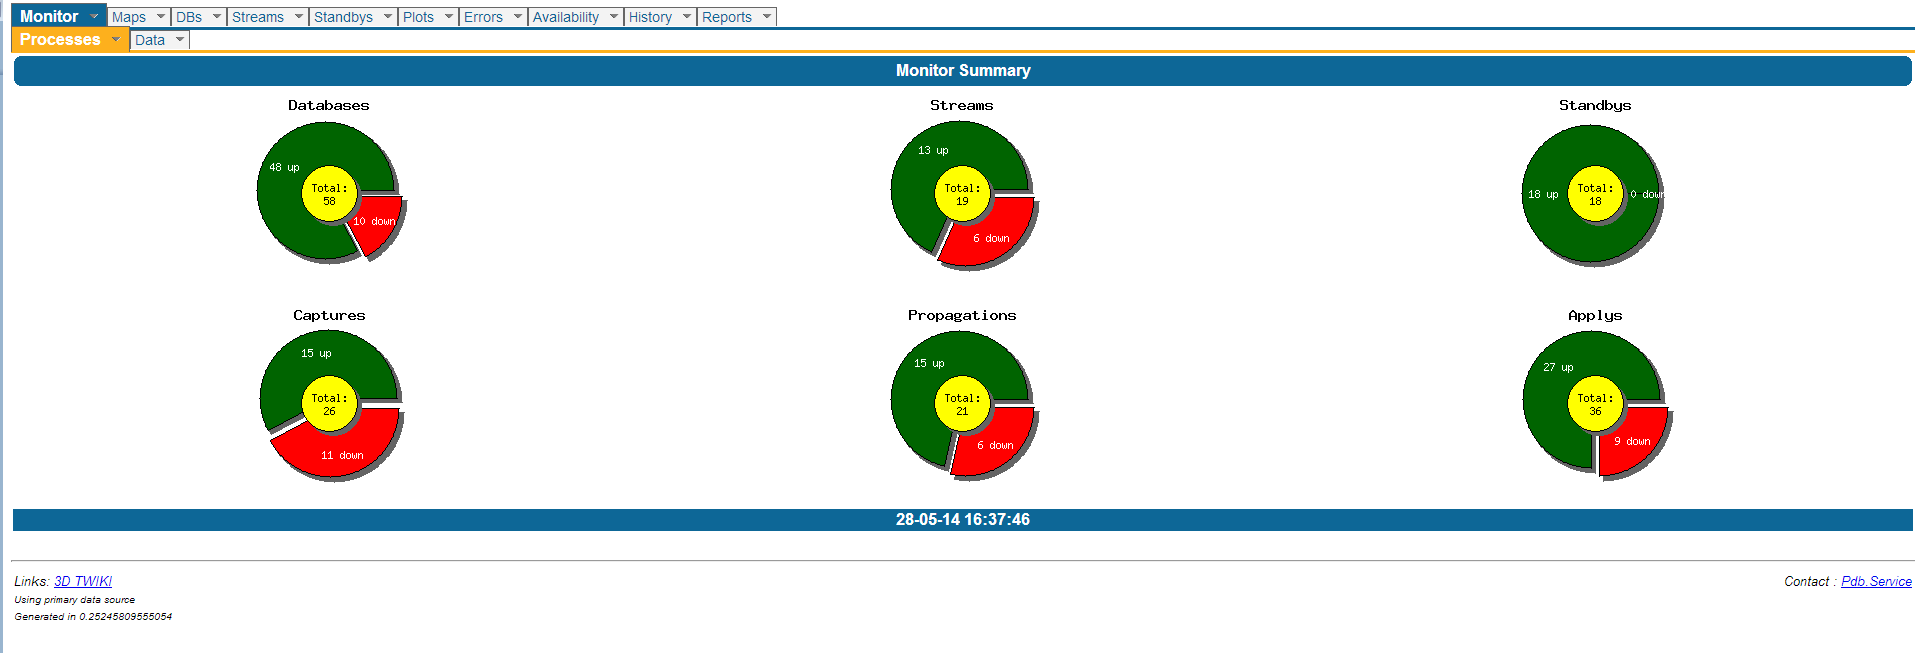 Monitor Maps DBs Streams Standbys Plots Errors Availability History Reports
Processes Data
Monitor Summary
Databases
48 up
Total:
58
10 down
Streams
13 up
Total:
19
6 down
Standbys
18 up
Total:
18
0 down
Captures
15 up
Total:
26
11 down
Propagations
15 up
Total:
21
6 down
Applys
27 up
Total:
36
9 down
28-05-14 16:37:46
Links: 3D TWIKI
Contact : Pdb.Service
Using primary data source
Generated in 0.25245809555054